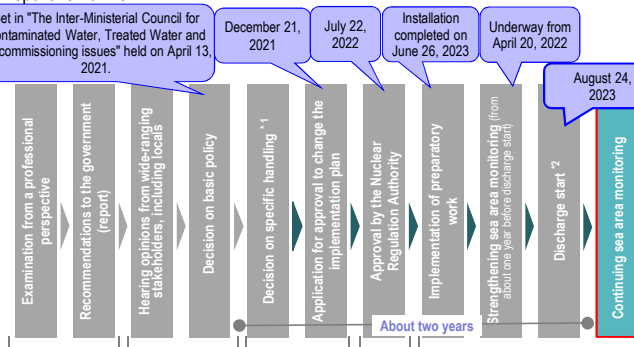 et in "The Inter-Ministerial Council for
ontaminated Water, Treated Water and
commissioning issues" held on April 13,
2021.
December 21,
2021
July 22,
2022
Installation
completed on
June 26, 2023
Underway from
April 20, 2022
August 24,
2023
Examination from a professional
perspective
Recommendations to the government
(report)
Hearing opinions from wide-ranging
stakeholders, including locals
Decision on basic policy
Decision on specific handling *1
Application for approval to change the
implementation plan
Approval by the Nuclear
Regulation Authority
Implementation of preparatory
work
Strengthening sea area monitoring (from
about one year before discharge start)
Discharge start *2
Continuing sea area monitoring
About two years